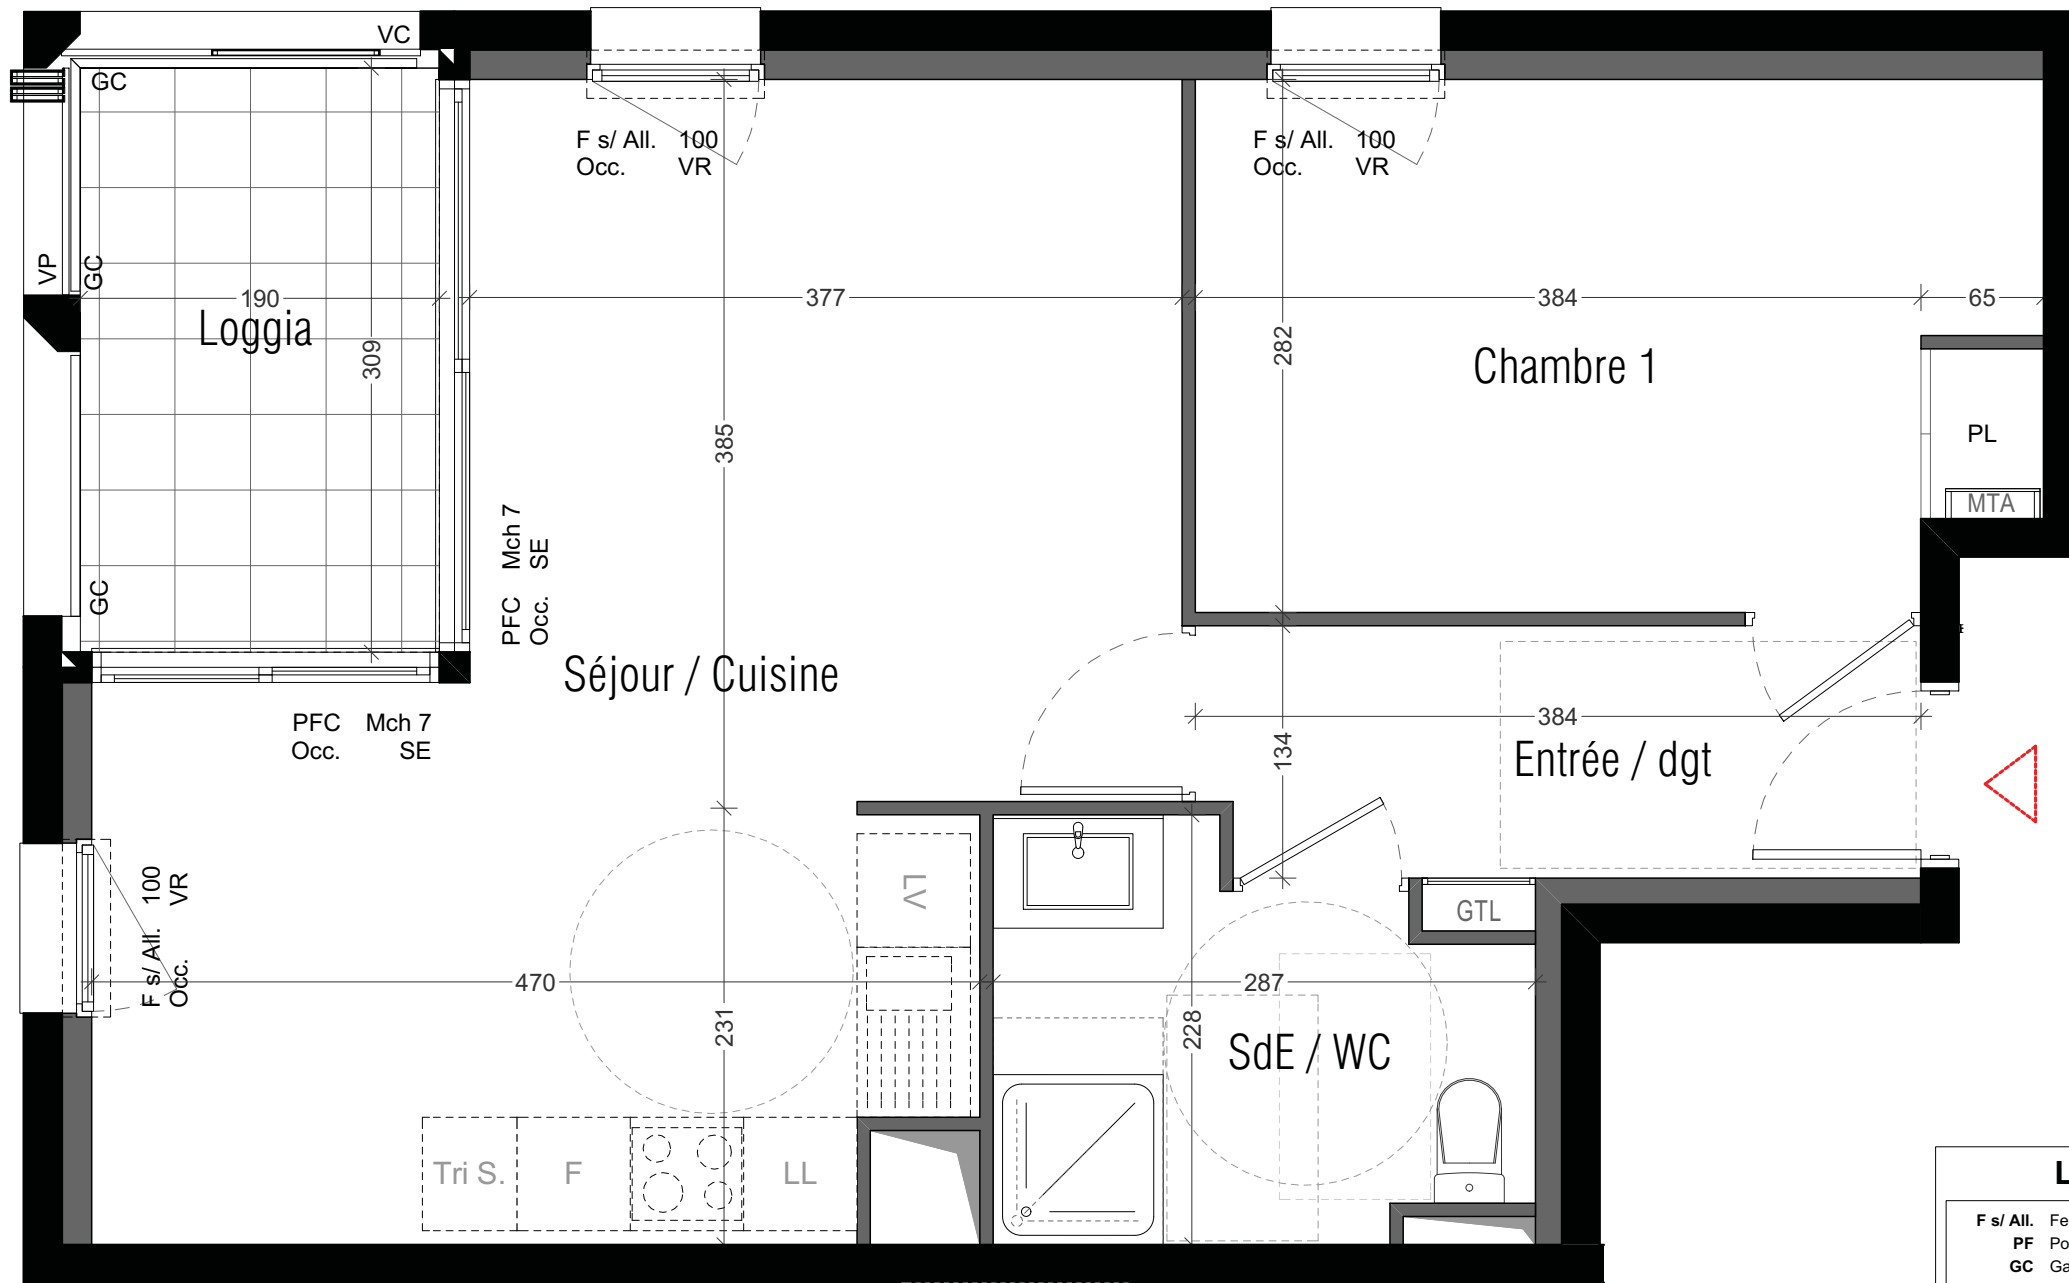 VC
GC
F s/ All. 100
Occ. VR
F s/ All. 100
Occ. VR
VP
GC
190
377
384
65
Loggia
309
282
Chambre 1
385
PL
MTA
PFC Mch 7
Occ. SE
GC
Séjour / Cuisine
PFC Mch 7
Occ. SE
384
134
Entrée / dgt
F s/ All. 100
Occ. VR
LV
GTL
470
287
231
228
SdE / WC
Tri S.
F
LL
L
F s/ All. Fe
PF Po
GC Ga